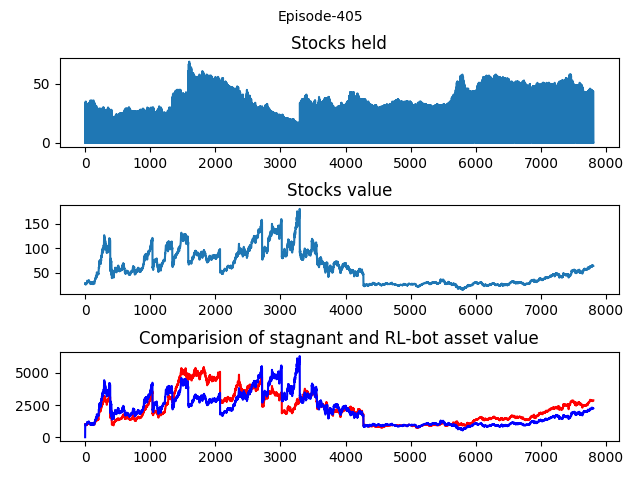 Episode-405
Stocks held
50
0
0 1000 2000 3000 4000 5000 6000 7000 8000
Stocks value
150
100
50
0 1000 2000 3000 4000 5000 6000 7000 8000
Comparision of stagnant and RL-bot asset value
5000
2500
0
0 1000 2000 3000 4000 5000 6000 7000 8000